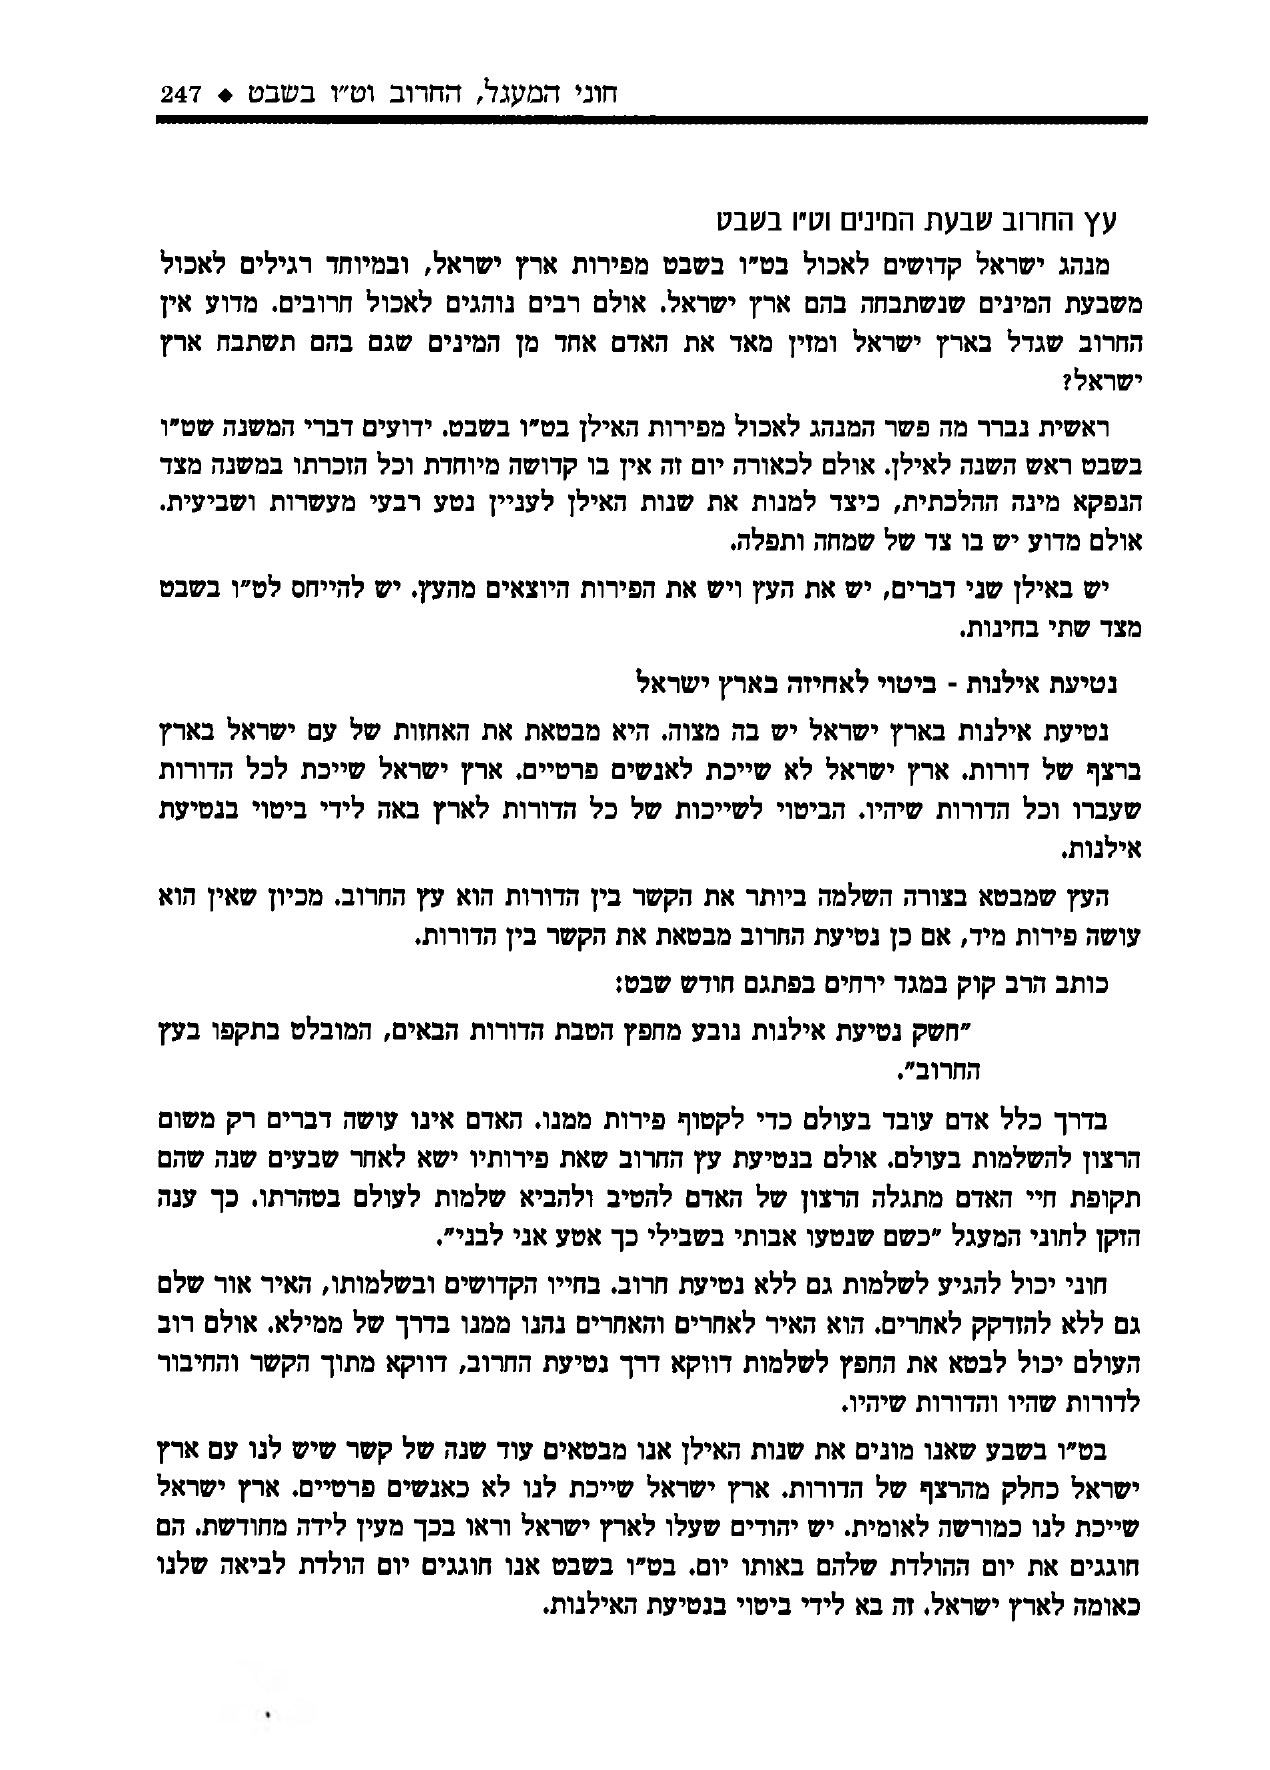 חוני המעגל, החרוב וט"ו בשבט ◆ 247
עץ החרוב שבעת המינים וט"ו בשבט
מנהג ישראל קדושים לאכול בט"ו בשבט מפירות ארץ ישראל, ובמיוחד רגילים לאכול
משבעת המינים שנשתבחה בהם ארץ ישראל. אולם רבים נוהגים לאכול חרובים. מדוע אין
החרוב שגדל בארץ ישראל ומזין מאד את האדם אחד מן המינים שגם בהם תשתבח ארץ
ישראל?
ראשית נברר מה פשר המנהג לאכול מפירות האילן בט"ו בשבט. ידועים דברי המשנה שט"ו
בשבט ראש השנה לאילן. אולם לכאורה יום זה אין בו קדושה מיוחדת וכל הזכרתו במשנה מצד
הנפקא מינה ההלכתית, כיצד למנות את שנות האילן לעניין נטע רבעי מעשרות ושביעית.
אולם מדוע יש בו צד של שמחה ותפלה.
יש באילן שני דברים, יש את העץ ויש את הפירות היוצאים מהעץ. יש להייחס לט"ו בשבט
מצד שתי בחינות.
נטיעת אילנות - ביטוי לאחיזה בארץ ישראל
נטיעת אילנות בארץ ישראל יש בה מצוה. היא מבטאת את האחזות של עם ישראל בארץ
ברצף של דורות. ארץ ישראל לא שייכת לאנשים פרטיים. ארץ ישראל שייכת לכל הדורות
שעברו וכל הדורות שיהיו. הביטוי לשייכות של כל הדורות לארץ באה לידי ביטוי בנטיעת
אילנות.
העץ שמבטא בצורה השלמה ביותר את הקשר בין הדורות הוא עץ החרוב. מכיון שאין הוא
עושה פירות מיד, אם כן נטיעת החרוב מבטאת את הקשר בין הדורות.
כותב הרב קוק במגד ירחים בפתגם חודש שבט:
"חשק נטיעת אילנות נובע מחפץ הטבת הדורות הבאים, המובלט בתקפו בעץ
החרוב".
בדרך כלל אדם עובד בעולם כדי לקטוף פירות ממנו. האדם אינו עושה דברים רק משום
הרצון להשלמות בעולם. אולם בנטיעת עץ החרוב שאת פירותיו ישא לאחר שבעים שנה שהם
תקופת חיי האדם מתגלה הרצון של האדם להטיב ולהביא שלמות לעולם בטהרתו. כך ענה
הזקן לחוני המעגל "כשם שנטעו אבותי בשבילי כך אטע אני לבני".
חוני יכול להגיע לשלמות גם ללא נטיעת חרוב. בחייו הקדושים ובשלמותו, האיר אור שלם
גם ללא להזדקק לאחרים. הוא האיר לאחרים והאחרים נהנו ממנו בדרך של ממילא. אולם רוב
העולם יכול לבטא את החפץ לשלמות דווקא דרך נטיעת החרוב, דווקא מתוך הקשר והחיבור
לדורות שהיו והדורות שיהיו.
בט"ו בשבע שאנו מונים את שנות האילן אנו מבטאים עוד שנה של קשר שיש לנו עם ארץ
ישראל כחלק מהרצף של הדורות. ארץ ישראל שייכת לנו לא כאנשים פרטיים. ארץ ישראל
שייכת לנו כמורשה לאומית. יש יהודים שעלו לארץ ישראל וראו בכך מעין לידה מחודשת. הם
חוגגים את יום ההולדת שלהם באותו יום. בט"ו בשבט אנו חוגגים יום הולדת לביאה שלנו
כאומה לארץ ישראל. זה בא לידי ביטוי בנטיעת האילנות.